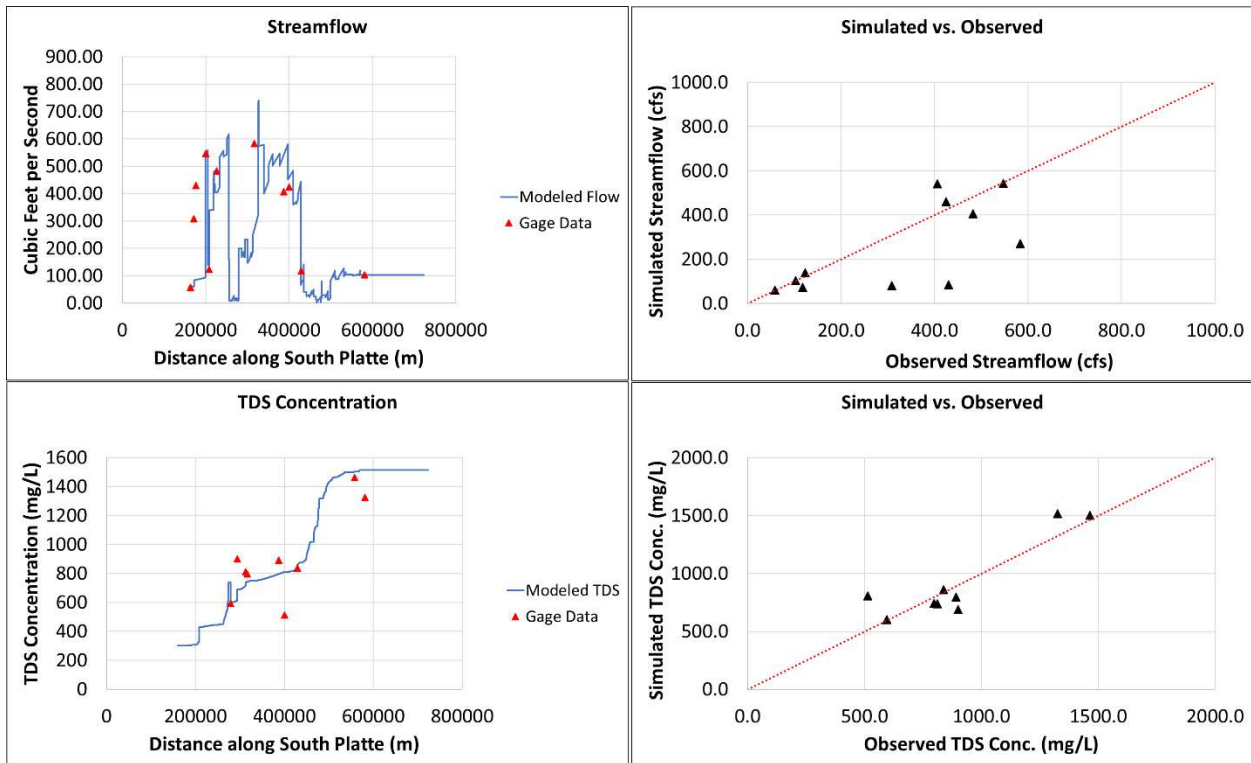 Streamflow
Cubic Feet per Second
900.00
800.00
700.00
600.00
500.00
400.00
300.00
200.00
100.00
0.00
0 200000 400000 600000 800000
Distance along South Platte (m)
Modeled Flow
Gage Data
Simulated vs. Observed
Simulated Streamflow (cfs)
1000.0
800.0
600.0
400.0
200.0
0.0
0.0 200.0 400.0 600.0 800.0 1000.0
Observed Streamflow (cfs)
TDS Concentration
TDS Concentration (mg/L)
1600
1400
1200
1000
800
600
400
200
0
0 200000 400000 600000 800000
Distance along South Platte (m)
Modeled TDS
Gage Data
Simulated vs. Observed
Simulated TDS Conc. (mg/L)
2000.0
1500.0
1000.0
500.0
0.0
0.0 500.0 1000.0 1500.0 2000.0
Observed TDS Conc. (mg/L)